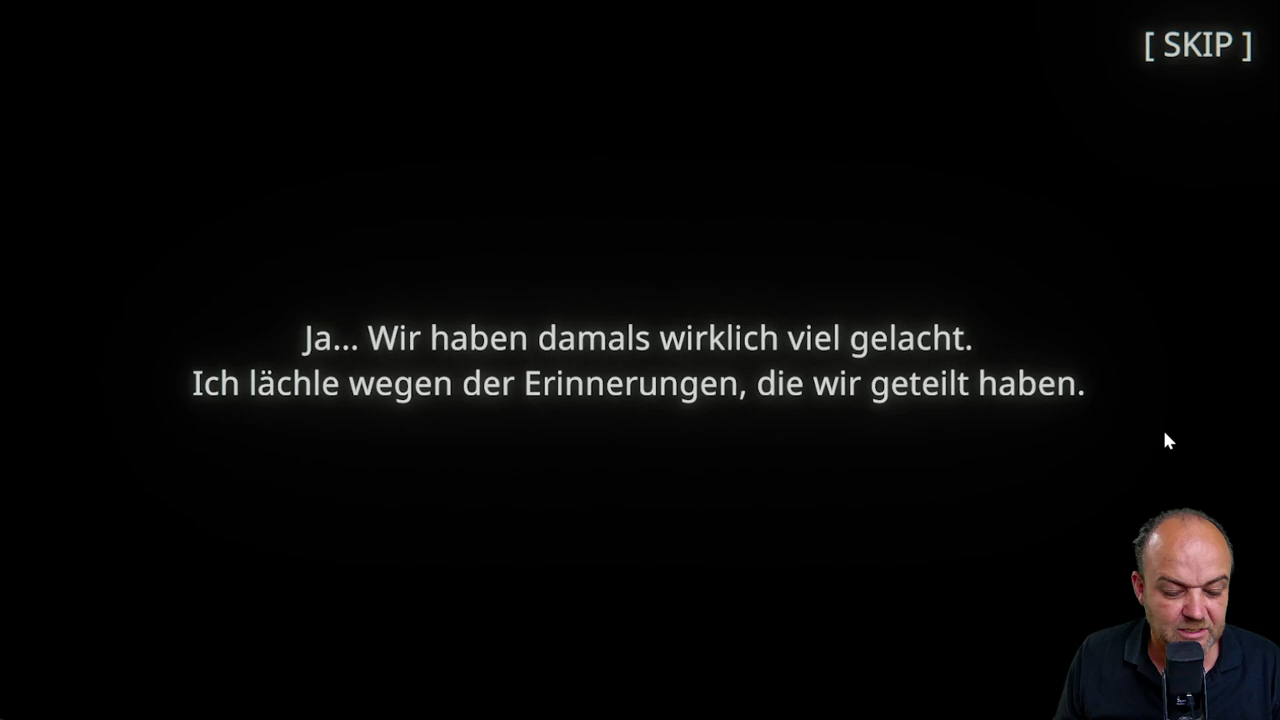 [ SKIP ]
Ja... Wir haben damals wirklich viel gelacht.
Ich lächle wegen der Erinnerungen, die wir geteilt haben.